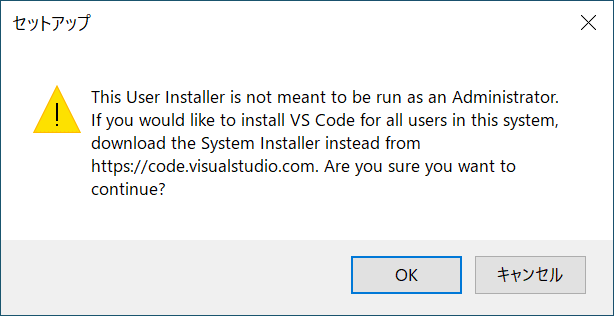 セットアップ
This User Installer is not meant to be run as an Administrator.
If you would like to install VS Code for all users in this system,
download the System Installer instead from
https://code.visualstudio.com. Are you sure you want to
continue?
OK
キャンセル